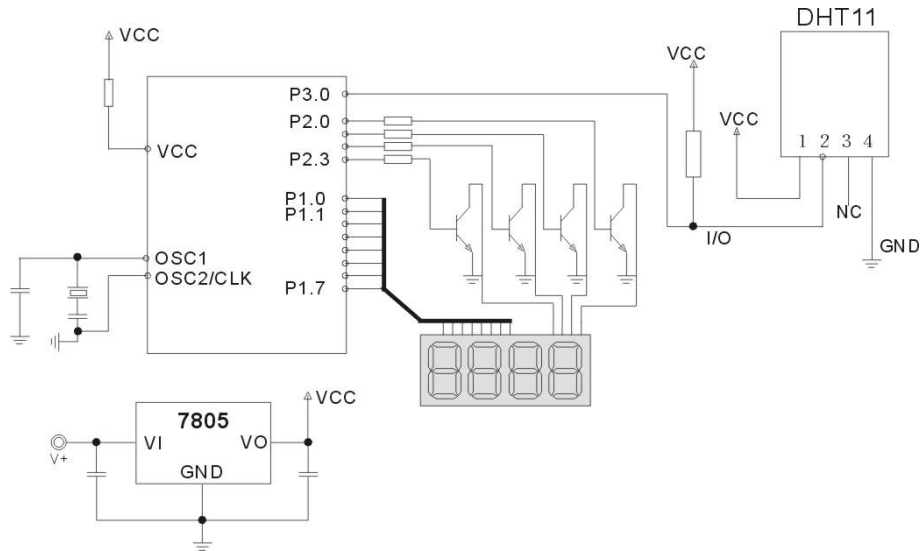 DHT11
VCC
VCC
P3.0
P2.0
P2.3
P1.0
P1.1
P1.7
VCC
OSC1
OSC2/CLK
VCC
1 2 3 4
NC
I/O
GND
7805
VI VO
GND
V+
VCC